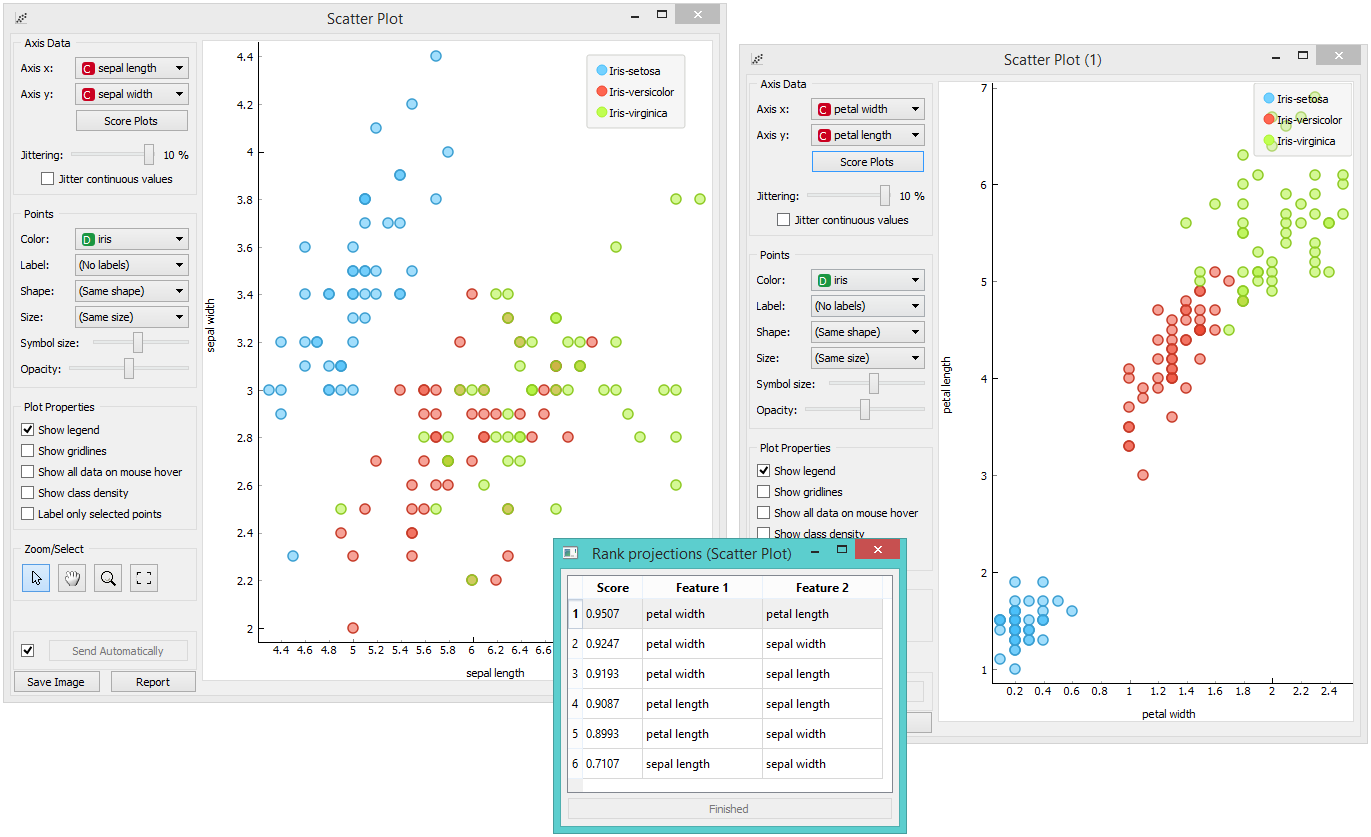 Scatter Plot
Axis Data
Axis x: C sepal length
Axis y: C sepal width
Score Plots
Jittering: 10 %
Jitter continuous values
Points
Color: D iris
Label: (No labels)
Shape: (Same shape)
Size: (Same size)
Symbol size:
Opacity:
Plot Properties
Show legend
Show gridlines
Show all data on mouse hover
Show class density
Label only selected points
Zoom/Select
Send Automatically
Save Image Report
4.4
4.2
4
3.8
3.6
3.4
3.2
3
2.8
2.6
2.4
2.2
2
sepal width
4.4 4.6 4.8 5 5.2 5.4 5.6 5.8 6 6.2 6.4 6.6
sepal length
Iris-setosa
Iris-versicolor
Iris-virginica
Scatter Plot (1)
Axis Data
Axis x: C petal width
Axis y: C petal length
Score Plots
Jittering: 10 %
Jitter continuous values
Points
Color: D iris
Label: (No labels)
Shape: (Same shape)
Size: (Same size)
Symbol size:
Opacity:
Plot Properties
Show legend
Show gridlines
Show all data on mouse hover
Show class density
7
6
5
4
3
2
1
petal length
0.2 0.4 0.6 0.8 1 1.2 1.4 1.6 1.8 2 2.2 2.4
petal width
Iris-setosa
Iris-versicolor
Iris-virginica
Rank projections (Scatter Plot)
Score Feature 1 Feature 2
1 0.9507 petal width petal length
2 0.9247 petal width sepal width
3 0.9193 petal width sepal length
4 0.9087 petal length sepal length
5 0.8993 petal length sepal width
6 0.7107 sepal length sepal width
Finished